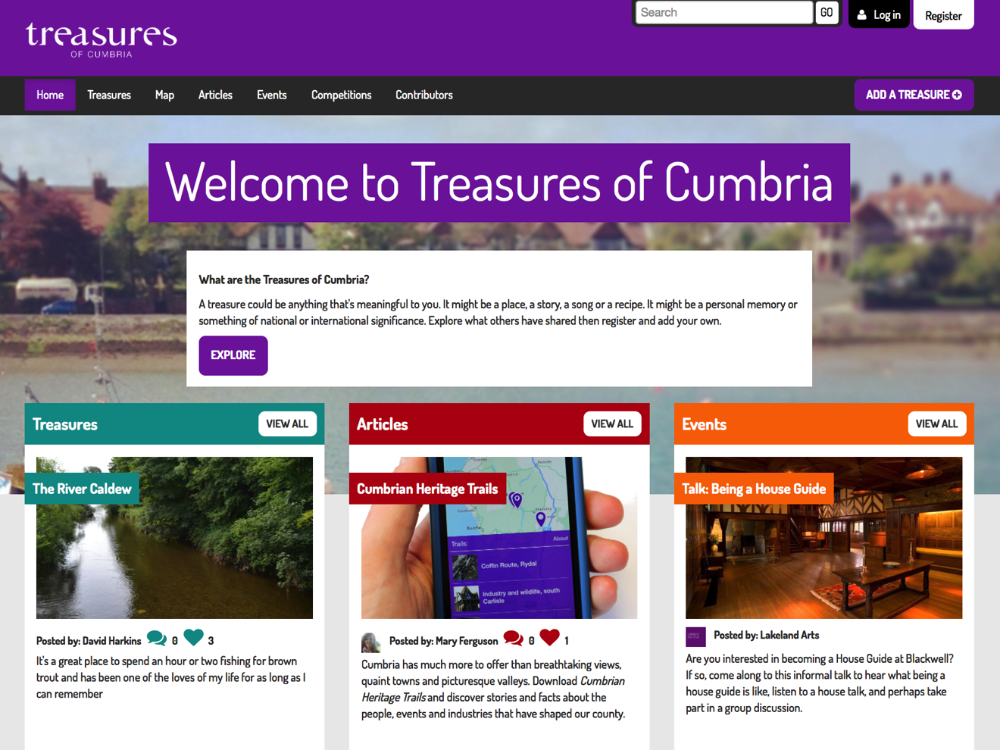 treasures
OF CUMBRIA
Search
GO
Log in
Register
Home
Treasures
Map
Articles
Events
Competitions
Contributors
ADD A TREASURE
Welcome to Treasures of Cumbria
What are the Treasures of Cumbria?
A treasure could be anything that's meaningful to you. It might be a place, a story, a song or a recipe. It might be a personal memory or
something of national or international significance. Explore what others have shared then register and add your own.
EXPLORE
Treasures
VIEW ALL
The River Caldew
Posted by: David Harkins 0 3
It's a great place to spend an hour or two fishing for brown
trout and has been one of the loves of my life for as long as I
can remember
Articles
VIEW ALL
Cumbrian Heritage Trails
Trails:
About
Coffin Route, Rydal
Industry and wildlife, south
Carlisle
Posted by: Mary Ferguson 0 1
Cumbria has much more to offer than breathtaking views,
quaint towns and picturesque valleys. Download Cumbrian
Heritage Trails and discover stories and facts about the
people, events and industries that have shaped our county.
Events
VIEW ALL
Talk: Being a House Guide
Posted by: Lakeland Arts
Are you interested in becoming a House Guide at Blackwell?
If so, come along to this informal talk to hear what being a
house guide is like, listen to a house talk, and perhaps take
part in a group discussion.